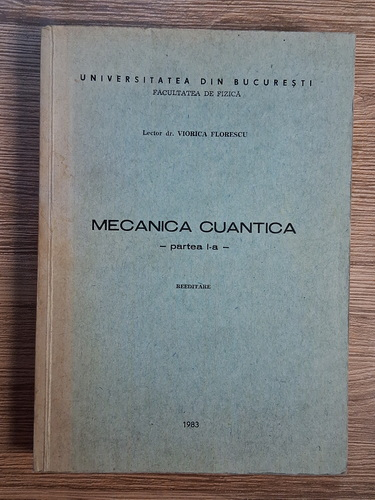 UNIVERSITATEA DIN BUCUREȘTI
FACULTATEA DE FIZICĂ
Lector dr. VIORICA FLORESCU
MECANICA CUANTICA
– partea I-a –
REEDITARE
1983